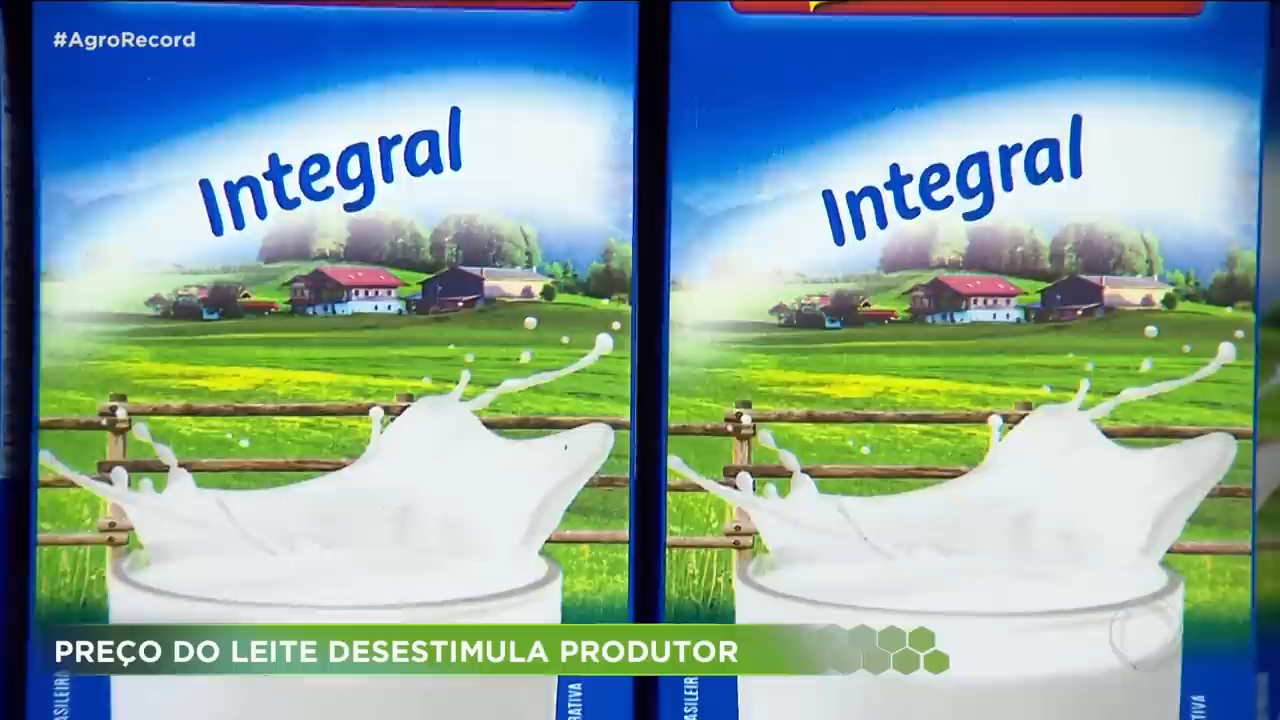 #AgroRecord
Integral
Integral
PREÇO DO LEITE DESESTIMULA PRODUTOR